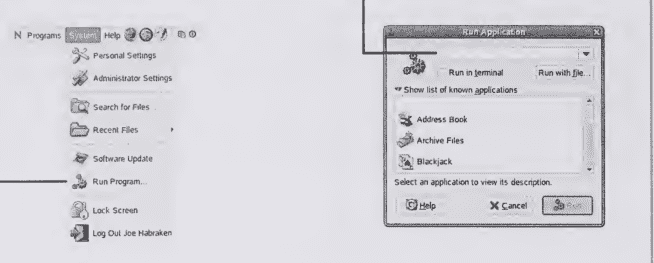 N Programs System Help
Personal Settings
Administrator Settings
Search for Files
Recent Files
Software Update
Run Program...
Lock Screen
Log Out Joe Habraken
Run Application
Run in terminal
Run with file...
Show list of known applications
Address Book
Archive Files
Blackjack
Select an application to view its description.
Help
Cancel
Run